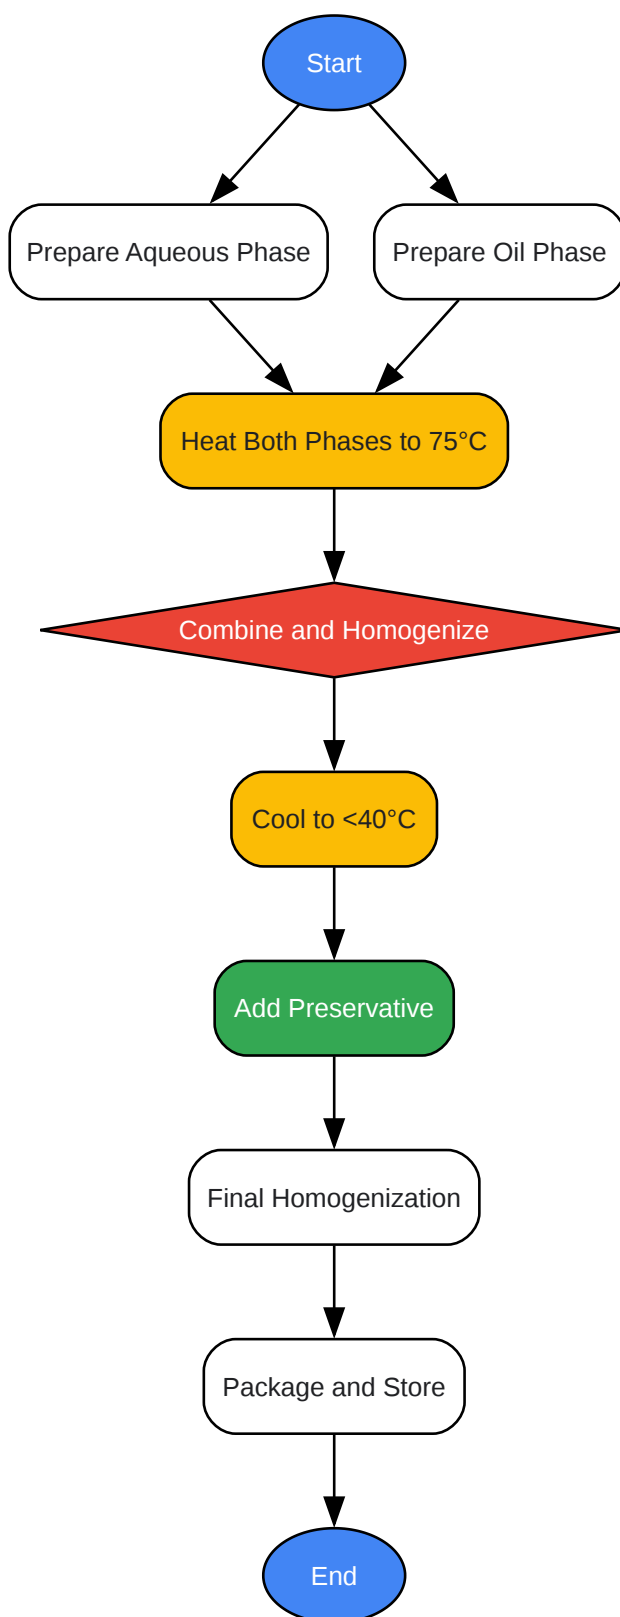 Start
Prepare Aqueous Phase
Prepare Oil Phase
Heat Both Phases to 75°C
Combine and Homogenize
Cool to <40°C
Add Preservative
Final Homogenization
Package and Store
End